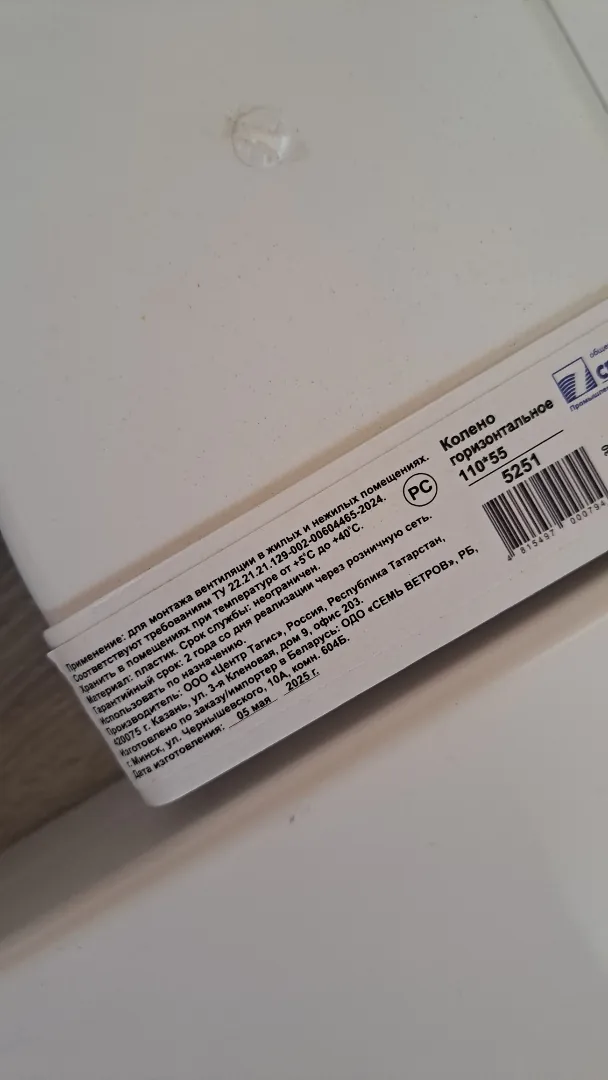 Применение: для монтажа вентиляции в жилых и нежилых помещениях.
Соответствуют требованиям ТУ 22.21.21.129-002-00604465-2024.
Хранить в помещениях при температуре от +5°С до +40°С.
Материал: пластик. Срок службы: неограничен.
Гарантийный срок: 2 года со дня реализации через розничную сеть.
Использовать по назначению.
Производитель: ООО «Центр Тагис», Россия, Республика Татарстан,
420075 г. Казань, ул. 3-я Кленовая, дом 9, офис 203.
Изготовлено по заказу/импортер в Беларусь: ОДО «СЕМЬ ВЕТРОВ», РБ,
г. Минск, ул. Чернышевского, 10А, комн. 604Б.
Дата изготовления: 05 мая 2025 г.
РС
Колено
горизонтальное
110*55
5251
4 815497 000794
7